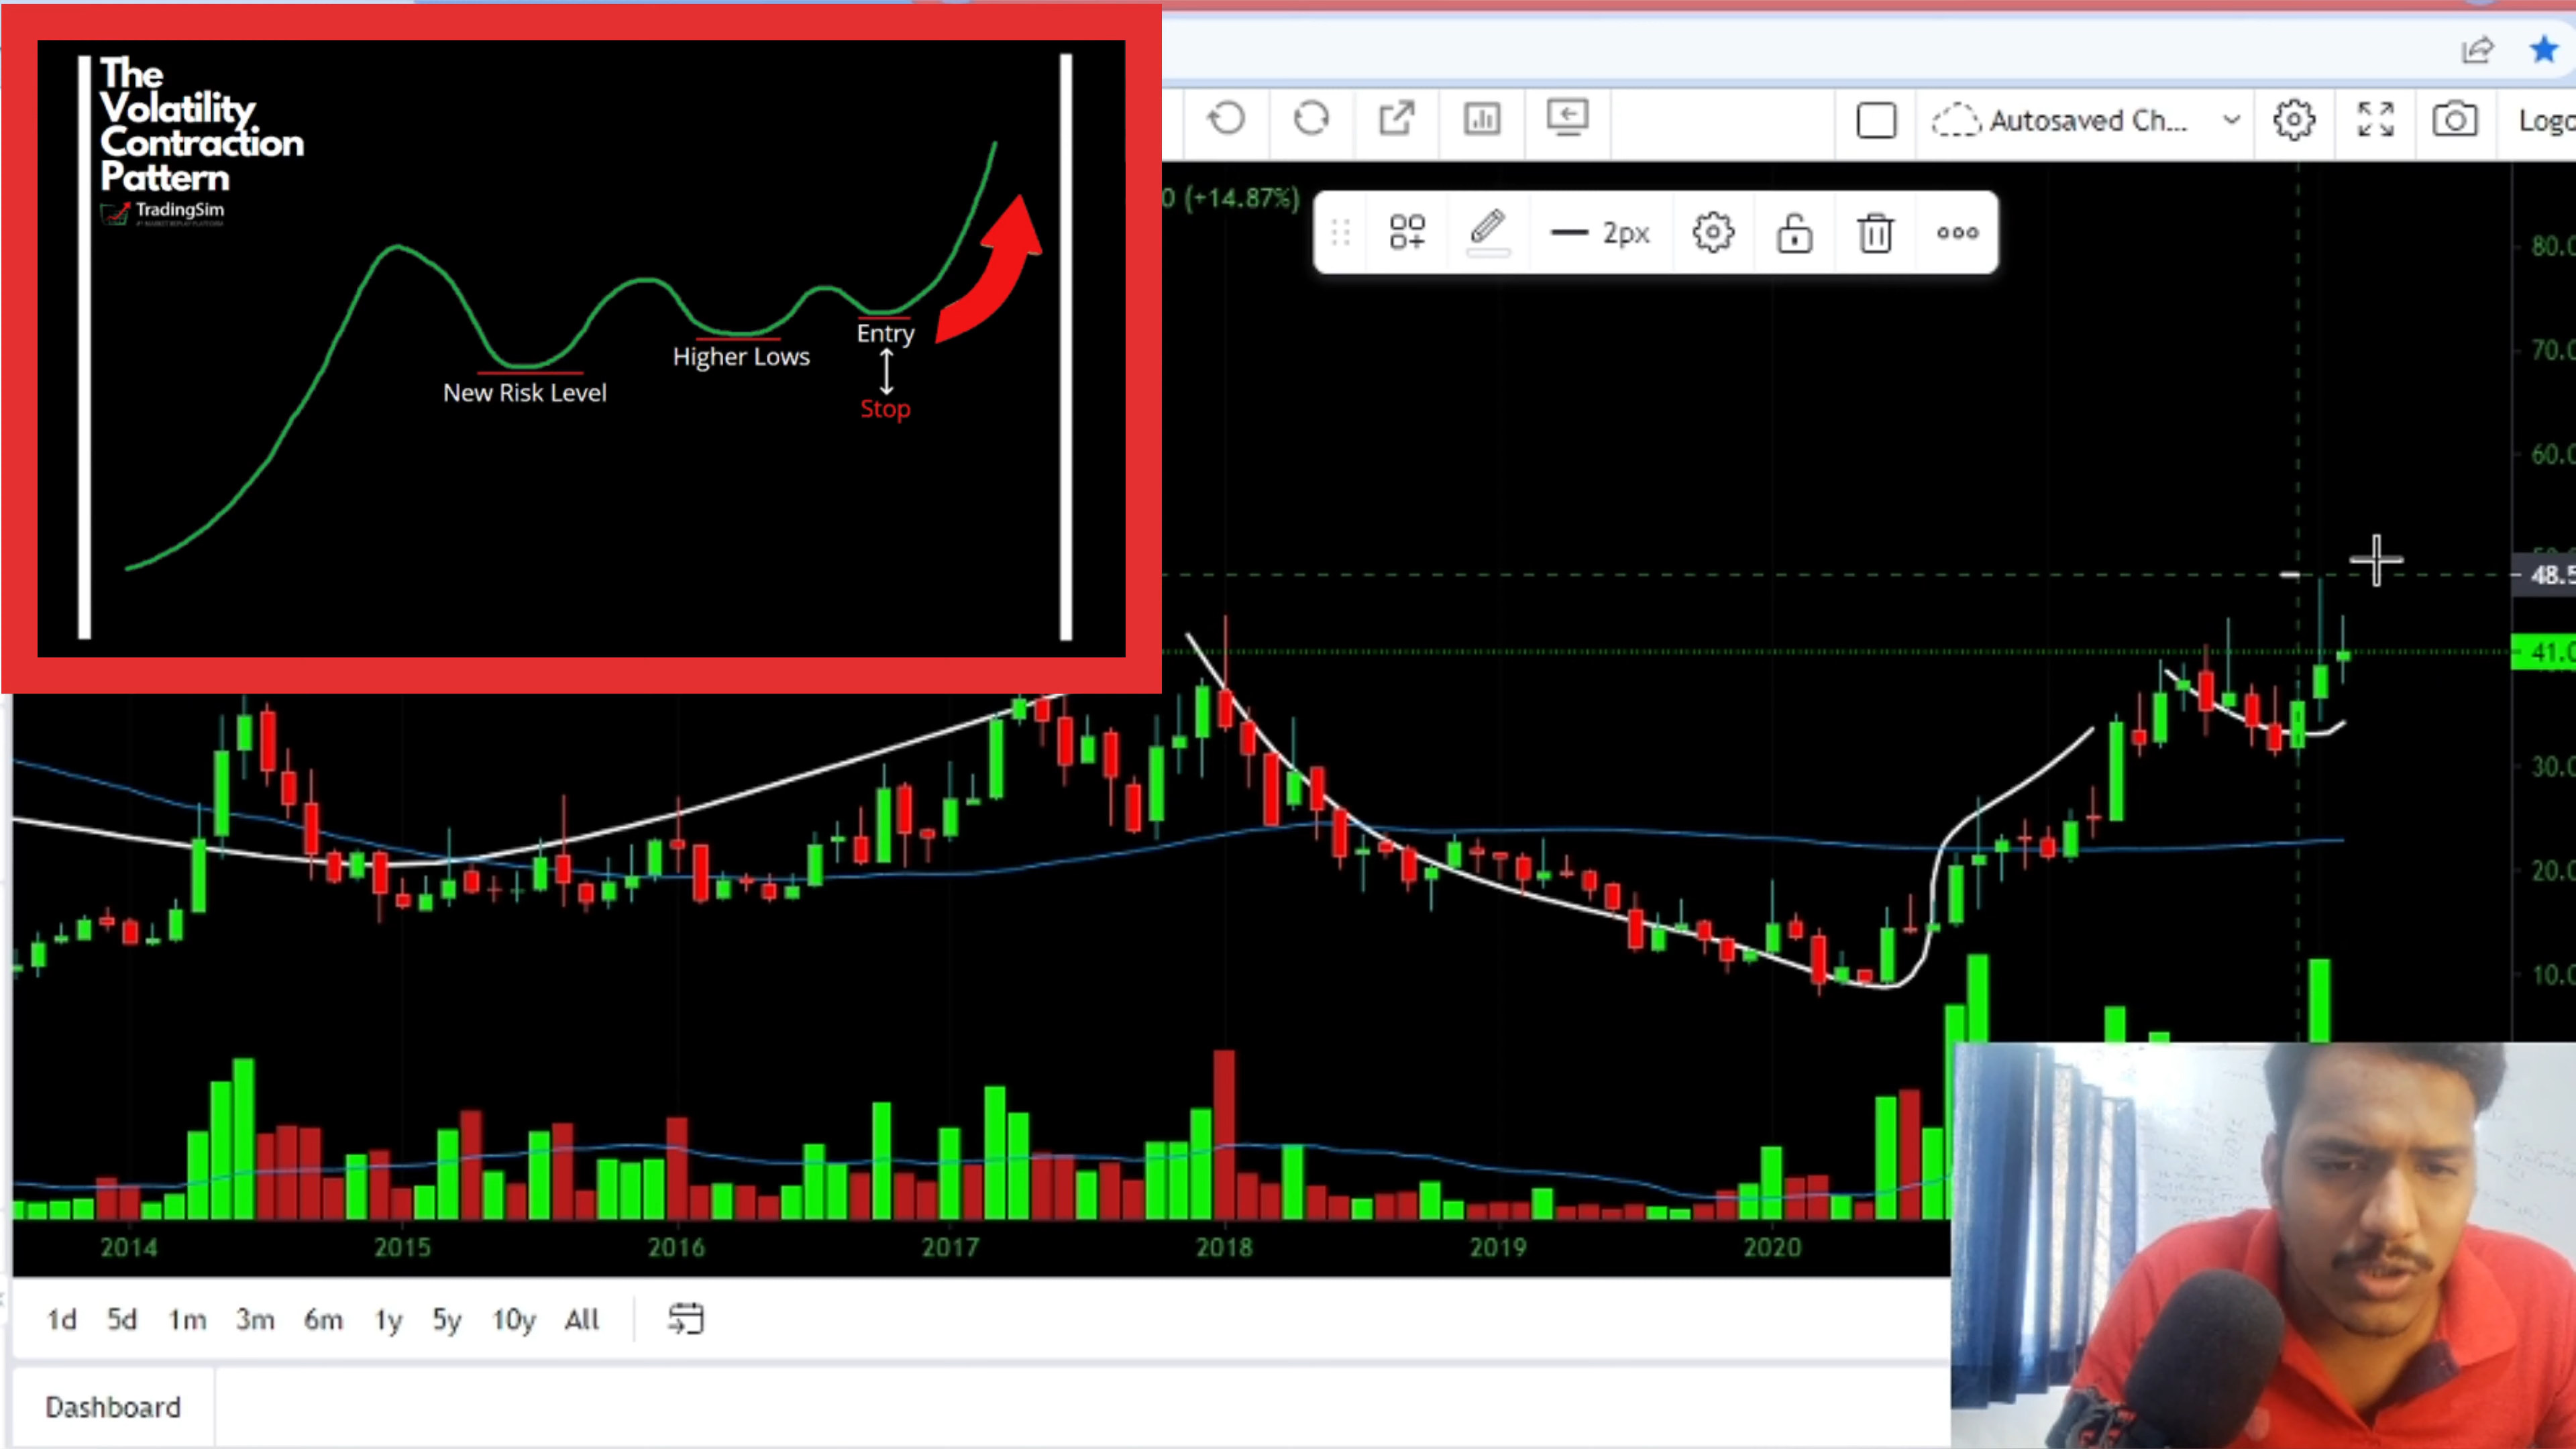 The
Volatility
Contraction
Pattern
TradingSim
New Risk Level
Higher Lows
Entry
Stop
Autosaved Ch...
Logo
0 (+14.87%)
2px
80.0
70.0
60.0
48.5
41.0
30.0
20.0
10.0
2014 2015 2016 2017 2018 2019 2020
1d 5d 1m 3m 6m 1y 5y 10y All
Dashboard